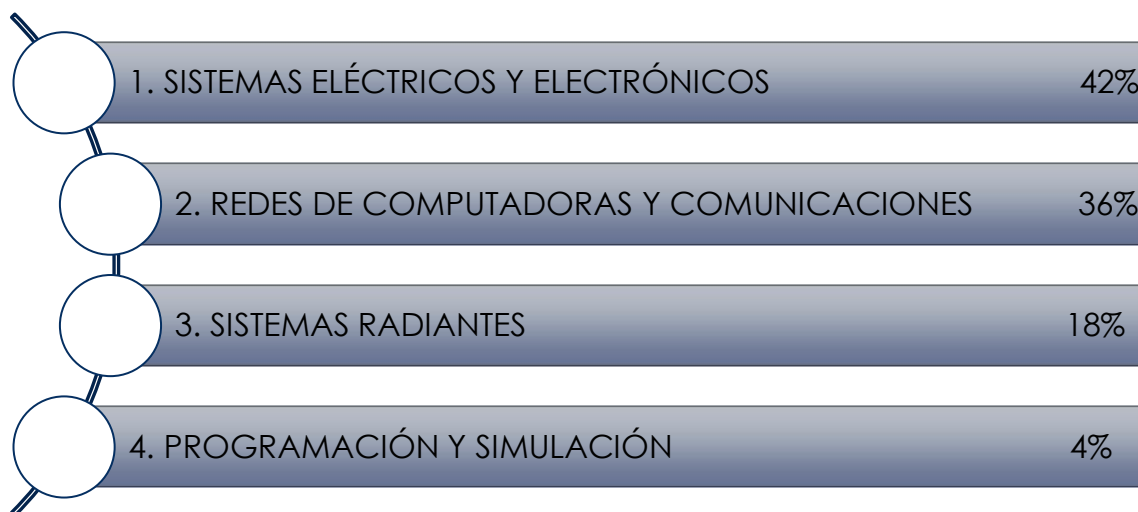 1. SISTEMAS ELÉCTRICOS Y ELECTRÓNICOS 42%
2. REDES DE COMPUTADORAS Y COMUNICACIONES 36%
3. SISTEMAS RADIANTES 18%
4. PROGRAMACIÓN Y SIMULACIÓN 4%